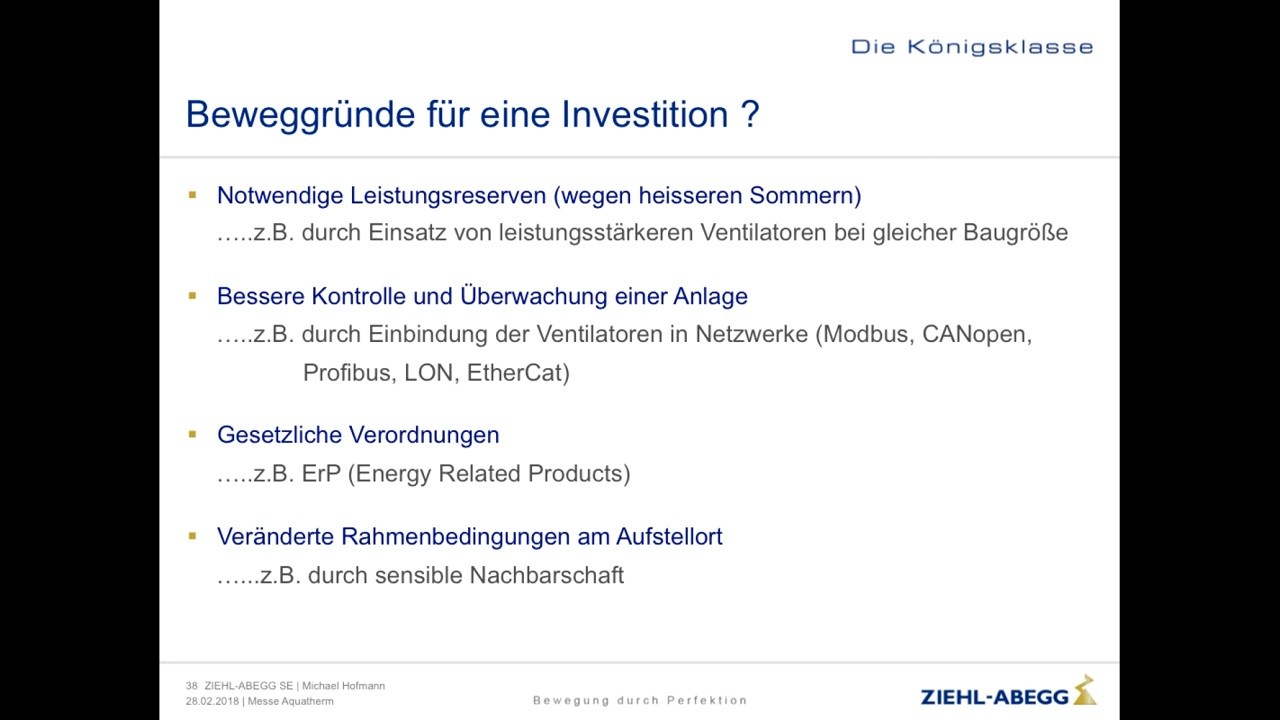 Die Königsklasse
Beweggründe für eine Investition ?
▪ Notwendige Leistungsreserven (wegen heisseren Sommern)
…..z.B. durch Einsatz von leistungsstärkeren Ventilatoren bei gleicher Baugröße
▪ Bessere Kontrolle und Überwachung einer Anlage
…..z.B. durch Einbindung der Ventilatoren in Netzwerke (Modbus, CANopen,
Profibus, LON, EtherCat)
▪ Gesetzliche Verordnungen
…..z.B. ErP (Energy Related Products)
▪ Veränderte Rahmenbedingungen am Aufstellort
…...z.B. durch sensible Nachbarschaft
38 ZIEHL-ABEGG SE | Michael Hofmann
28.02.2018 | Messe Aquatherm
Bewegung durch Perfektion
ZIEHL-ABEGG